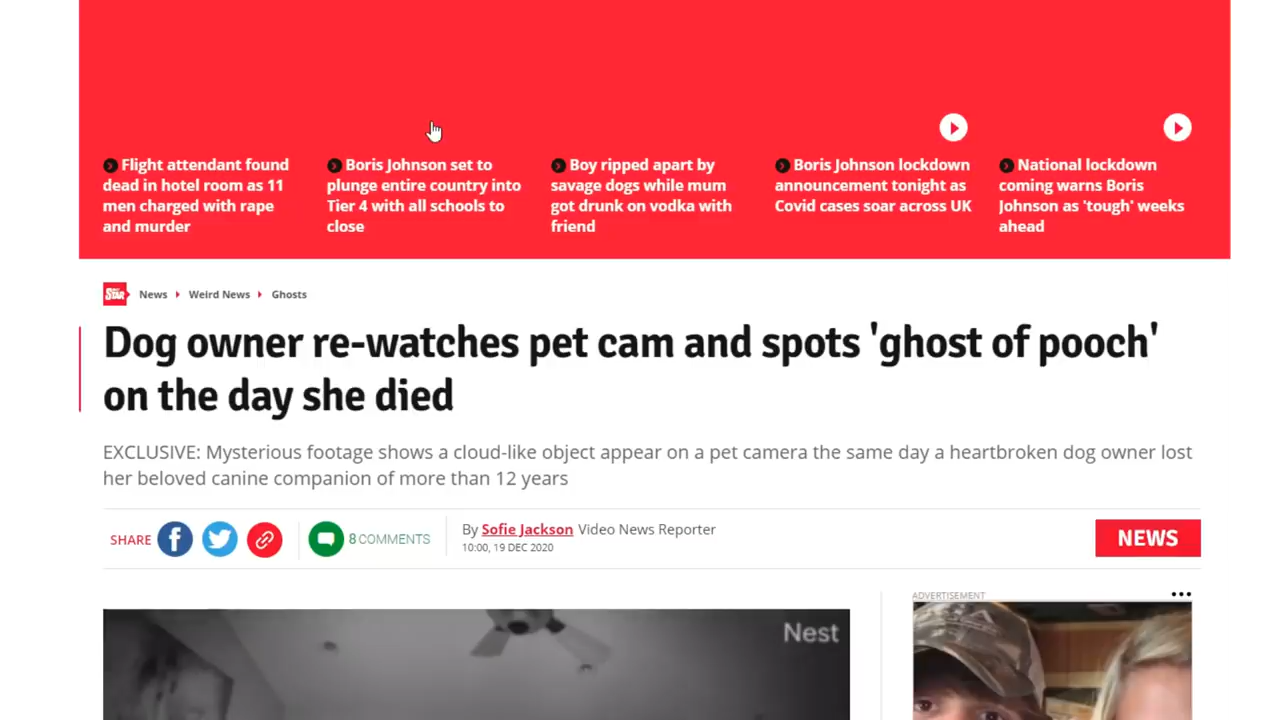 Flight attendant found
dead in hotel room as 11
men charged with rape
and murder
Boris Johnson set to
plunge entire country into
Tier 4 with all schools to
close
Boy ripped apart by
savage dogs while mum
got drunk on vodka with
friend
Boris Johnson lockdown
announcement tonight as
Covid cases soar across UK
National lockdown
coming warns Boris
Johnson as 'tough' weeks
ahead
STAR News Weird News Ghosts
Dog owner re-watches pet cam and spots 'ghost of pooch'
on the day she died
EXCLUSIVE: Mysterious footage shows a cloud-like object appear on a pet camera the same day a heartbroken dog owner lost
her beloved canine companion of more than 12 years
SHARE 8 COMMENTS By Sofie Jackson Video News Reporter
10:00, 19 DEC 2020
NEWS
ADVERTISEMENT
Nest